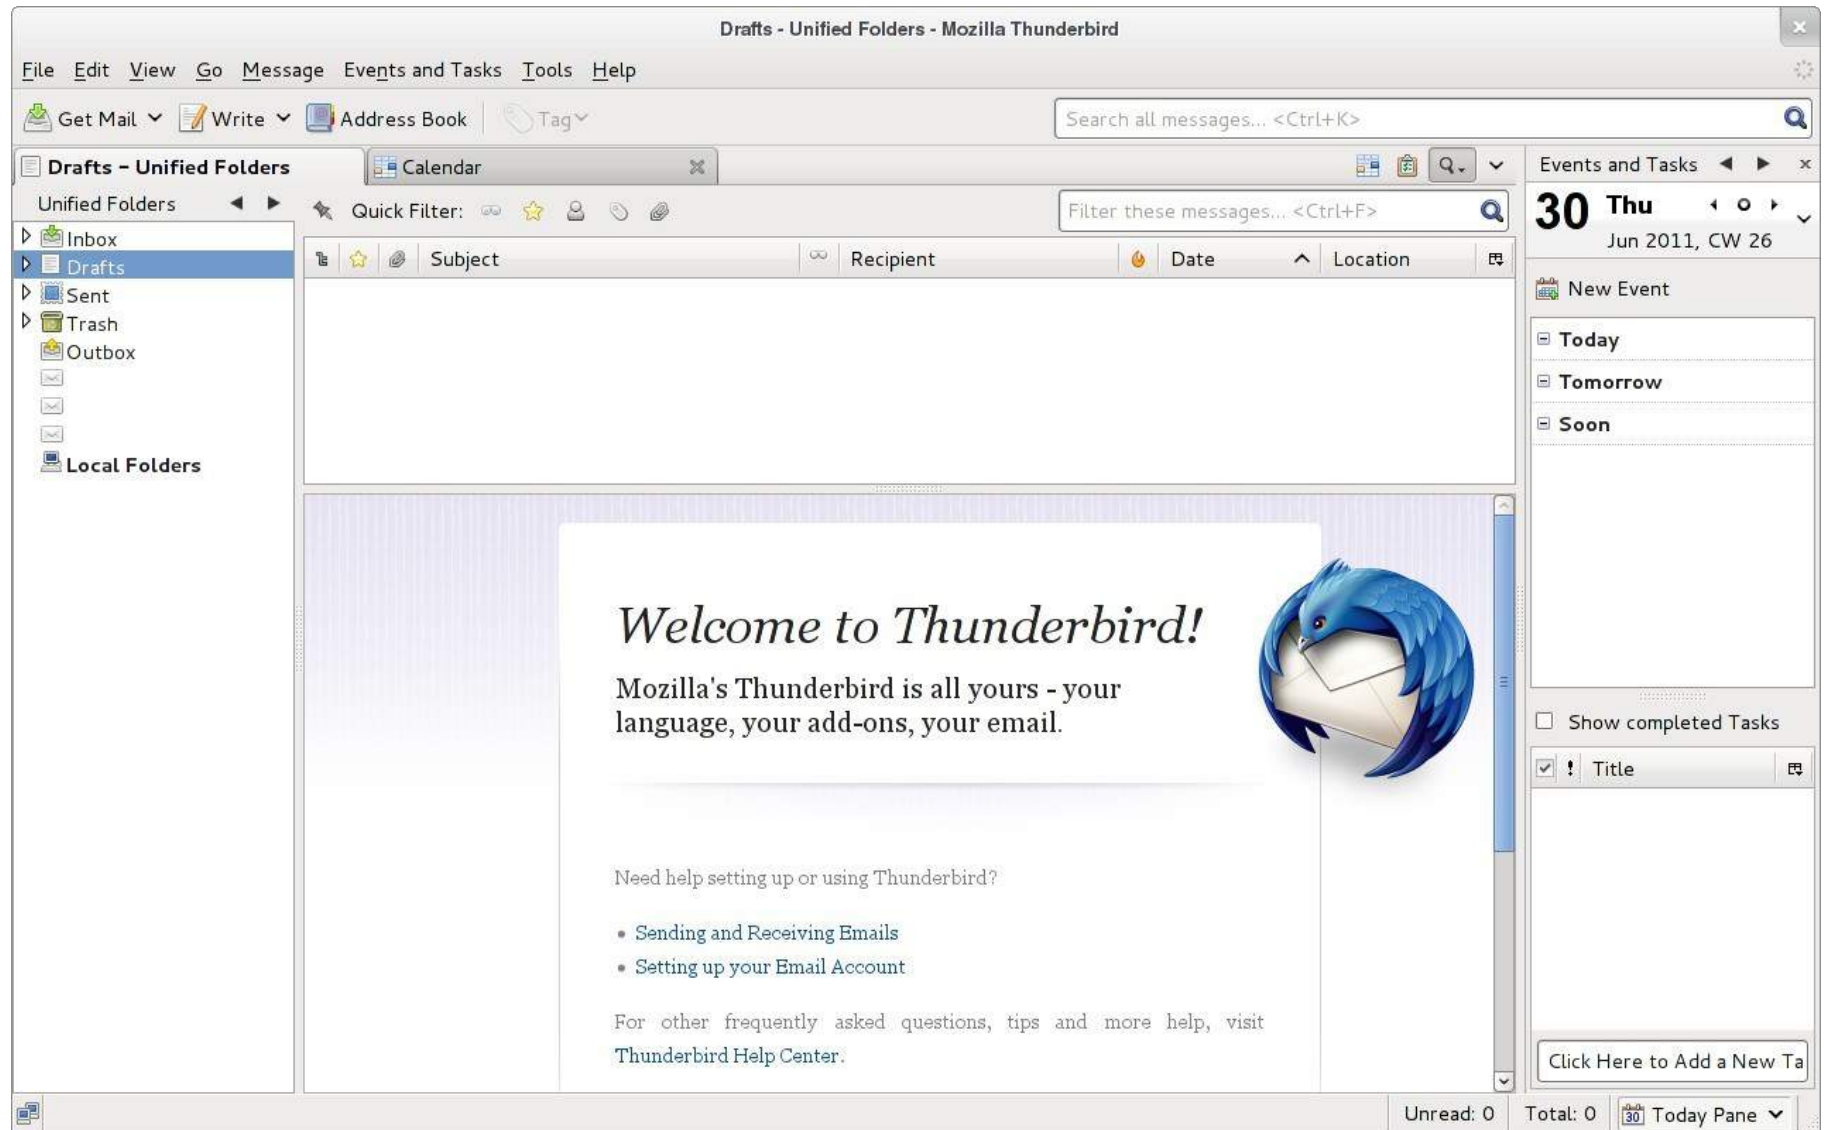 Drafts - Unified Folders - Mozilla Thunderbird
File Edit View Go Message Events and Tasks Tools Help
Get Mail Write Address Book Tag Search all messages... <Ctrl+K>
Drafts - Unified Folders Calendar
Unified Folders
Inbox
Drafts
Sent
Trash
Outbox
Local Folders
Quick Filter: Filter these messages... <Ctrl+F>
Subject Recipient Date Location
Welcome to Thunderbird!
Mozilla's Thunderbird is all yours - your
language, your add-ons, your email.
Need help setting up or using Thunderbird?
• Sending and Receiving Emails
• Setting up your Email Account
For other frequently asked questions, tips and more help, visit
Thunderbird Help Center.
Events and Tasks
30 Thu
Jun 2011, CW 26
New Event
Today
Tomorrow
Soon
Show completed Tasks
! Title
Click Here to Add a New Ta
Unread: 0 Total: 0 30 Today Pane